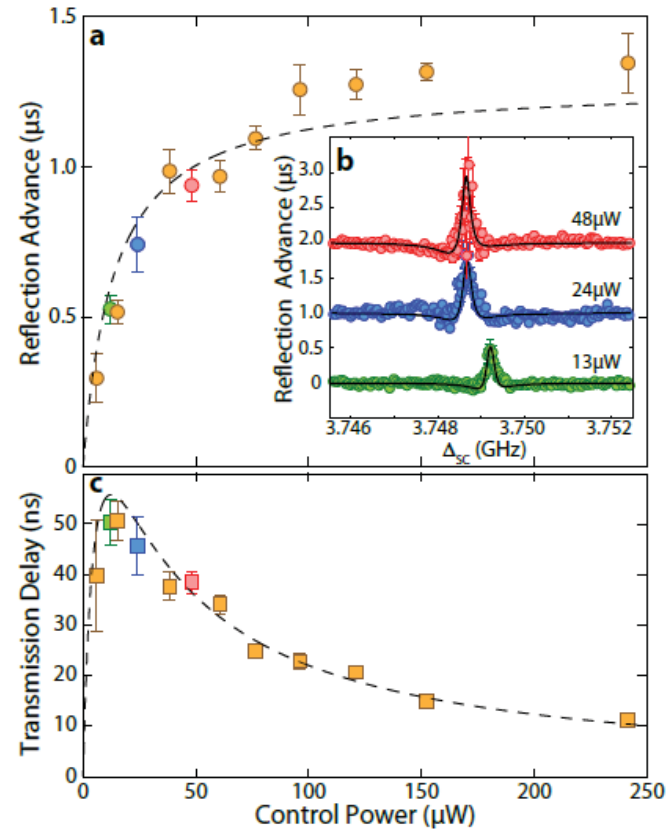 a
1.5
1.0
0.5
0
Reflection Advance (μs)
b
3.0
2.0
1.5
1.0
0.5
0
Reflection Advance (μs)
48μW
24μW
13μW
3.746
3.748
3.750
3.752
ΔSC (GHz)
c
50
40
30
20
10
0
Transmission Delay (ns)
0
50
100
150
200
250
Control Power (μW)